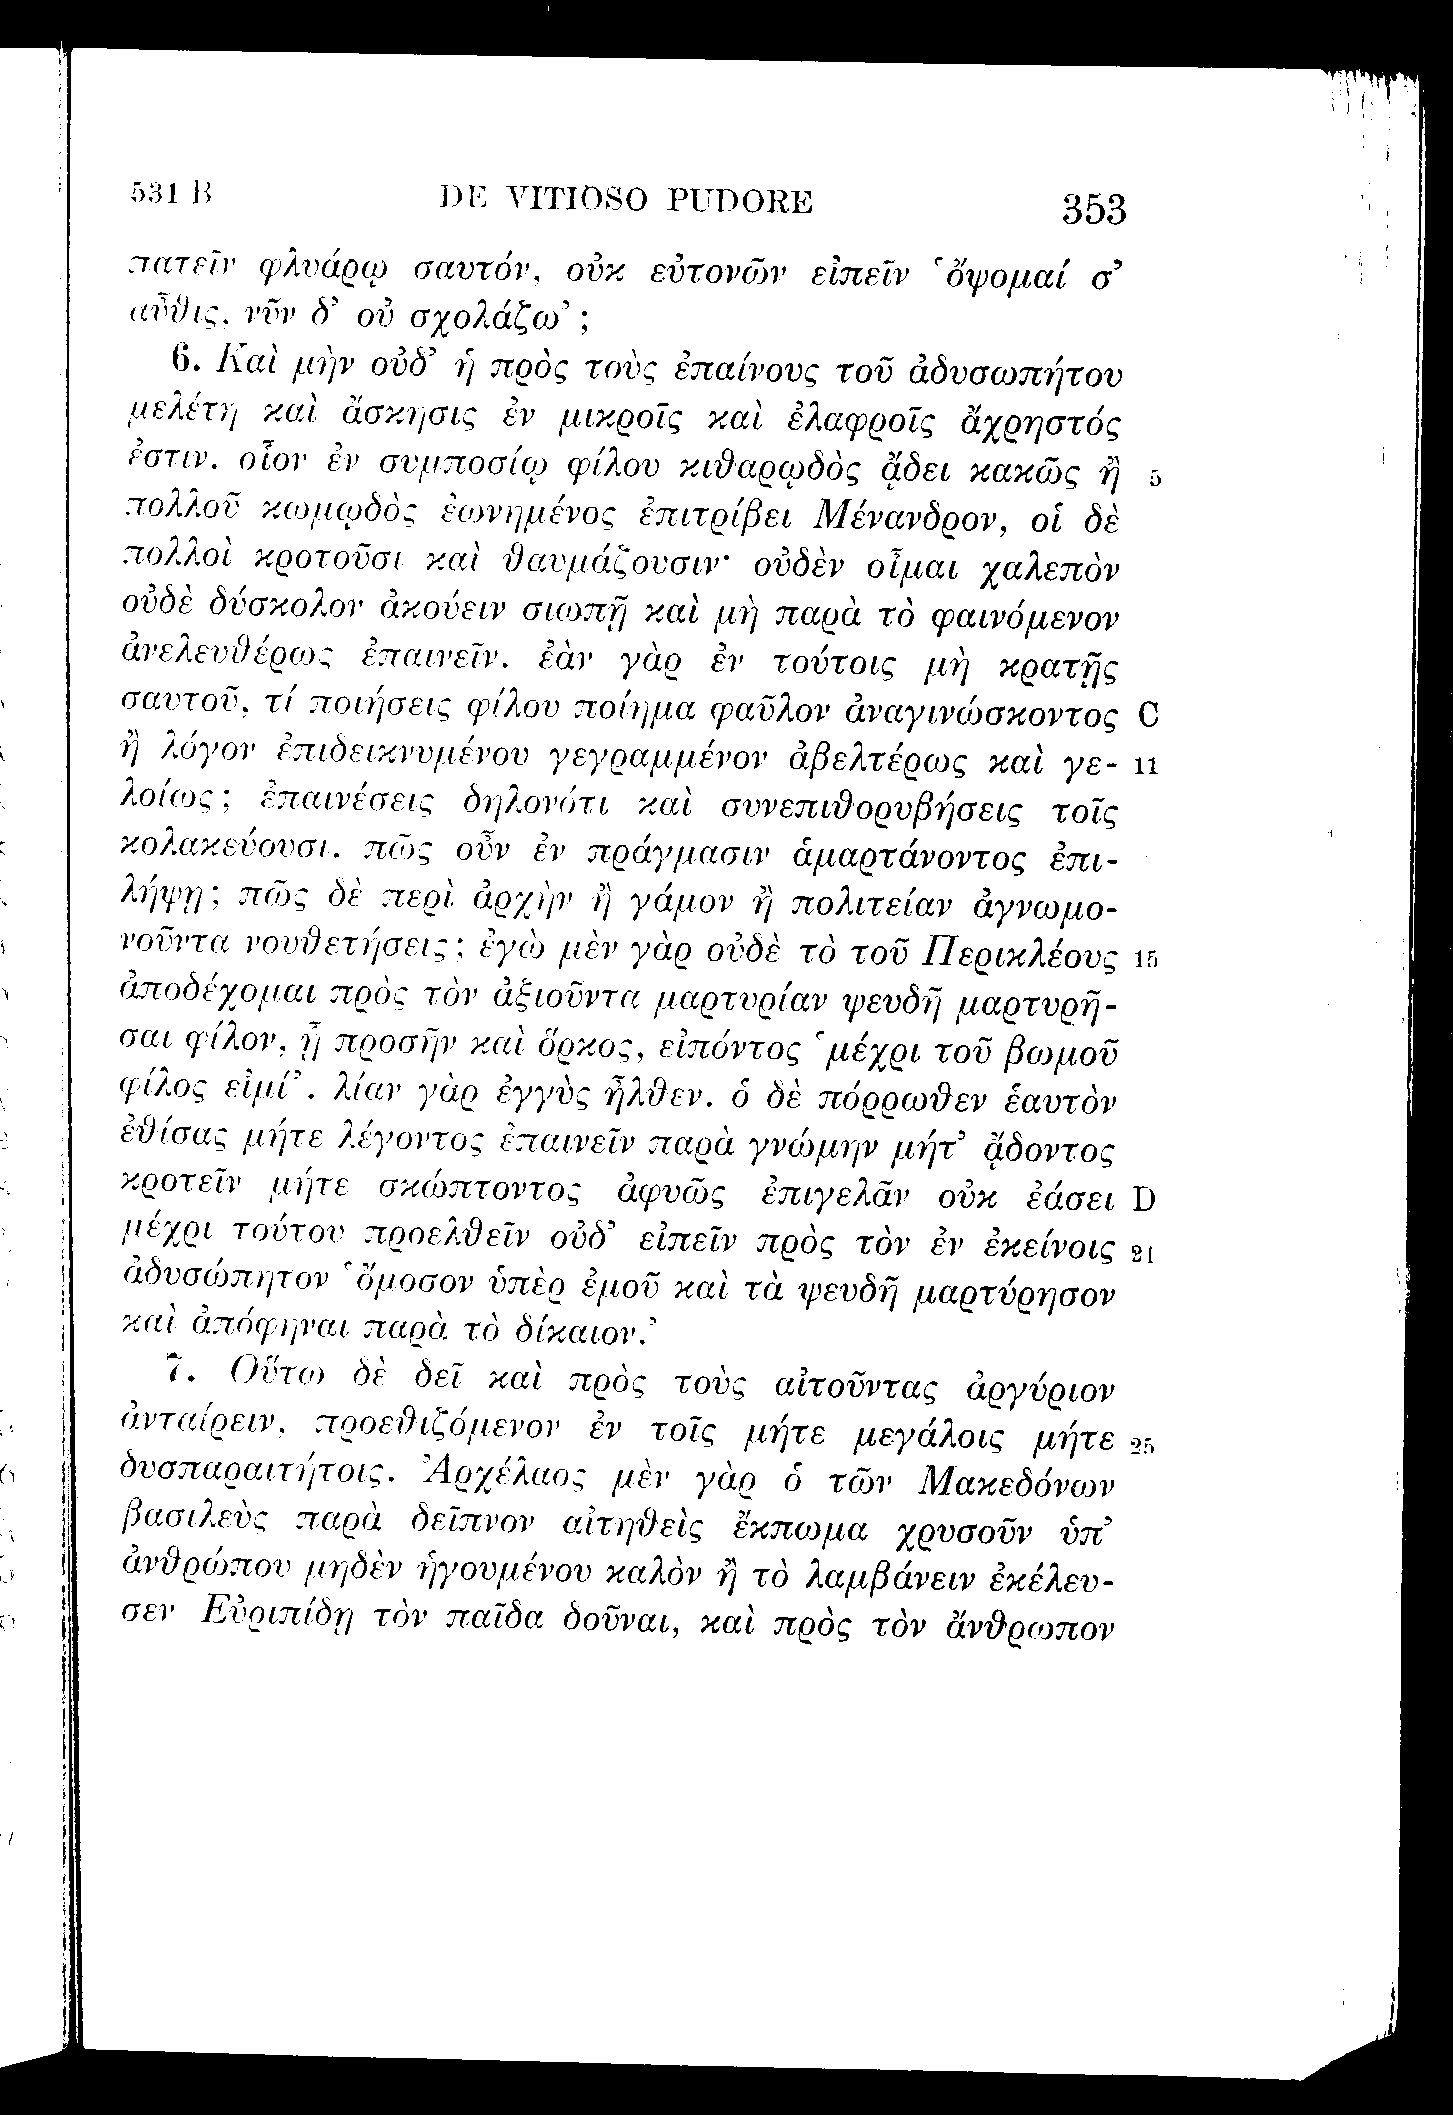 531 B DE VITIOSO PUDORE 353
πατεῖν φλυάρῳ σαυτόν, οὐκ εὐτονῶν εἰπεῖν ‘ὄψομαί σ’
αὖθις, νῦν δ’ οὐ σχολάζω’;
6. Καὶ μὴν οὐδ’ ἡ πρὸς τοὺς ἐπαίνους τοῦ ἀδυσωπήτου
μελέτη καὶ ἄσκησις ἐν μικροῖς καὶ ἐλαφροῖς ἄχρηστός
ἐστιν. οἷον ἐν συμποσίῳ φίλου κιθαρῳδὸς ᾄδει κακῶς ἢ 5
πολλοῦ κωμῳδὸς ἐωνημένος ἐπιτρίβει Μένανδρον, οἱ δὲ
πολλοὶ κροτοῦσι καὶ θαυμάζουσιν· οὐδὲν οἶμαι χαλεπὸν
οὐδὲ δύσκολον ἀκούειν σιωπῇ καὶ μὴ παρὰ τὸ φαινόμενον
ἀνελευθέρως ἐπαινεῖν. ἐὰν γὰρ ἐν τούτοις μὴ κρατῇς
σαυτοῦ, τί ποιήσεις φίλου ποίημα φαῦλον ἀναγινώσκοντος C
ἢ λόγον ἐπιδεικνυμένου γεγραμμένον ἀβελτέρως καὶ γε- 11
λοίως; ἐπαινέσεις δηλονότι καὶ συνεπιθορυβήσεις τοῖς
κολακεύουσι. πῶς οὖν ἐν πράγμασιν ἁμαρτάνοντος ἐπι-
λήψῃ; πῶς δὲ περὶ ἀρχὴν ἢ γάμον ἢ πολιτείαν ἀγνωμο-
νοῦντα νουθετήσεις; ἐγὼ μὲν γὰρ οὐδὲ τὸ τοῦ Περικλέους 15
ἀποδέχομαι πρὸς τὸν ἀξιοῦντα μαρτυρίαν ψευδῆ μαρτυρῆ-
σαι φίλον, ᾗ προσῆν καὶ ὅρκος, εἰπόντος ‘μέχρι τοῦ βωμοῦ
φίλος εἰμί’. λίαν γὰρ ἐγγὺς ἦλθεν. ὁ δὲ πόρρωθεν ἑαυτὸν
ἐθίσας μήτε λέγοντος ἐπαινεῖν παρὰ γνώμην μήτ’ ᾄδοντος
κροτεῖν μήτε σκώπτοντος ἀφυῶς ἐπιγελᾶν οὐκ ἐάσει D
μέχρι τούτου προελθεῖν οὐδ’ εἰπεῖν πρὸς τὸν ἐν ἐκείνοις 21
ἀδυσώπητον ‘ὄμοσον ὑπὲρ ἐμοῦ καὶ τὰ ψευδῆ μαρτύρησον
καὶ ἀπόφηναι παρὰ τὸ δίκαιον.’
7. Οὕτω δὲ δεῖ καὶ πρὸς τοὺς αἰτοῦντας ἀργύριον
ἀνταίρειν, προεθιζόμενον ἐν τοῖς μήτε μεγάλοις μήτε 25
δυσπαραιτήτοις. Ἀρχέλαος μὲν γὰρ ὁ τῶν Μακεδόνων
βασιλεὺς παρὰ δεῖπνον αἰτηθεὶς ἔκπωμα χρυσοῦν ὑπ’
ἀνθρώπου μηδὲν ἡγουμένου καλὸν ἢ τὸ λαμβάνειν ἐκέλευ-
σεν Εὐριπίδῃ τὸν παῖδα δοῦναι, καὶ πρὸς τὸν ἄνθρωπον